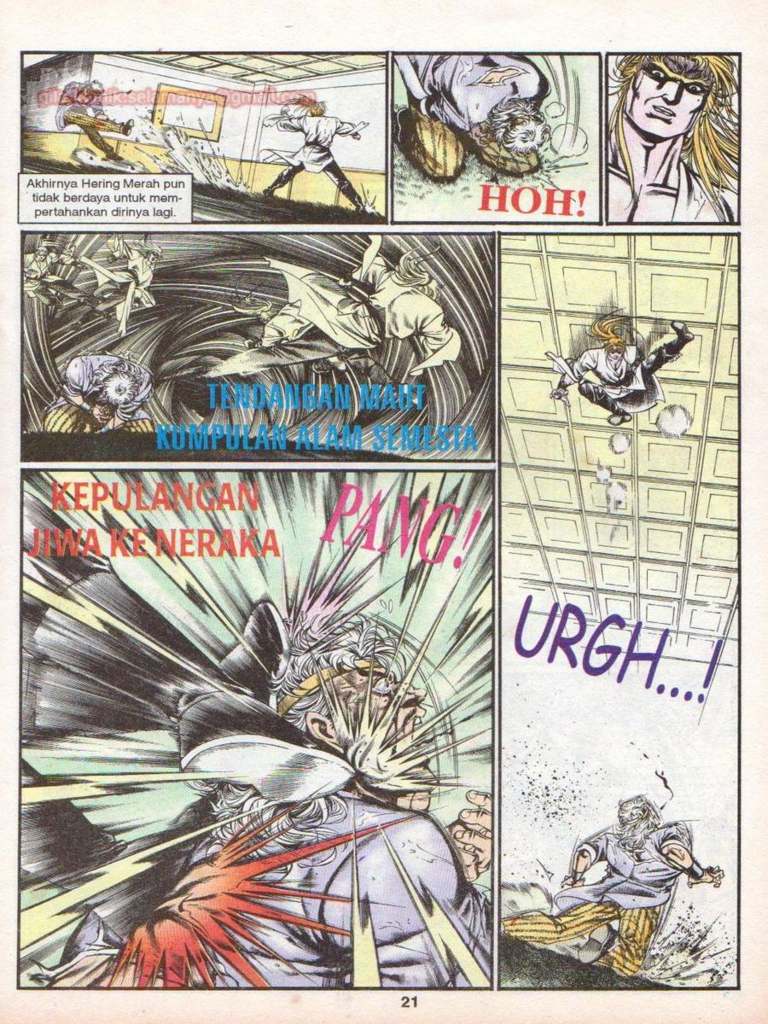 Akhirnya Hering Merah pun
tidak berdaya untuk mem-
pertahankan dirinya lagi.
HOH!
TENDANGAN MAUT
KUMPULAN ALAM SEMESTA
KEPULANGAN
JIWA KE NERAKA
PANG!
URGH....!
21